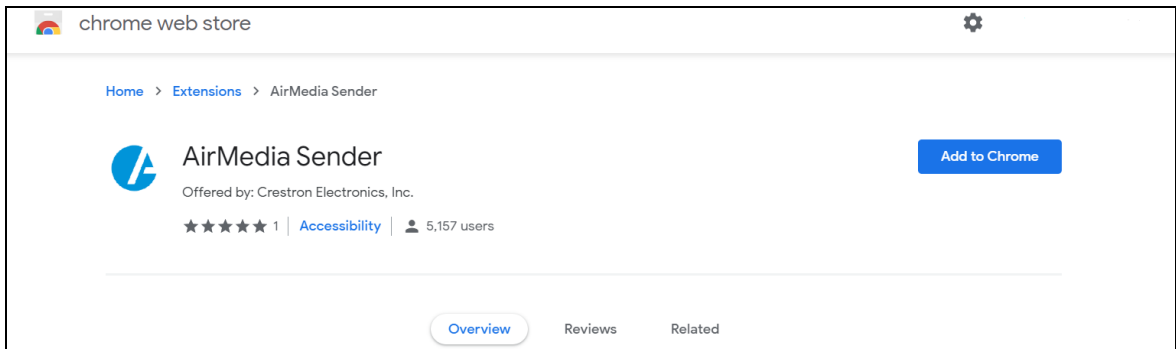 chrome web store
Home > Extensions > AirMedia Sender
AirMedia Sender
Add to Chrome
Offered by: Crestron Electronics, Inc.
★★★★★ 1 | Accessibility | 5,157 users
Overview Reviews Related